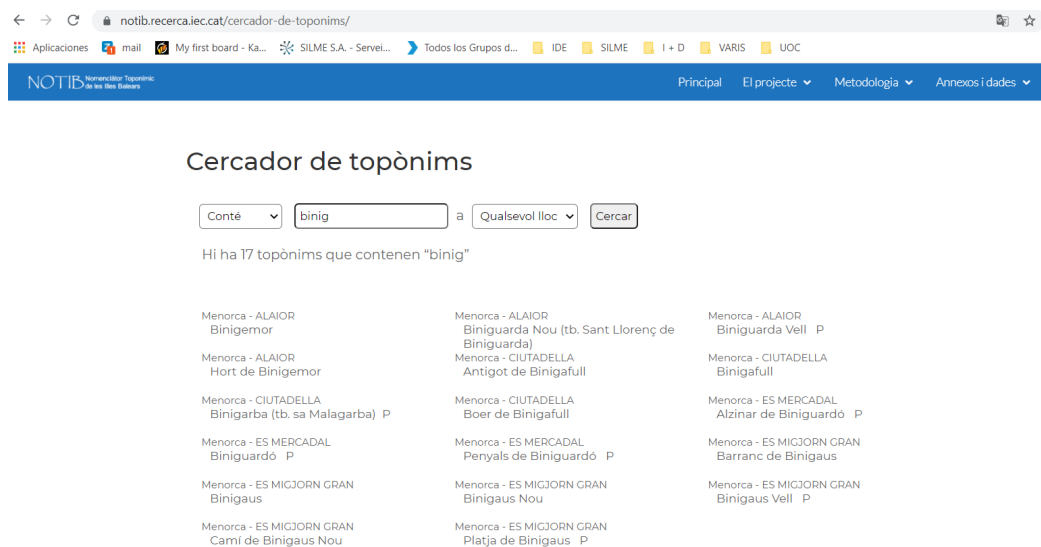 notib.recerca.iec.cat/cercador-de-toponims/
Aplicaciones mail My first board - Ka... SILME S.A. - Servei... Todos los Grupos d... IDE SILME I + D VARIS UOC
NOTIB Nomenclàtor Toponímic de les Illes Balears Principal El projecte Metodologia Annexos i dades
Cercador de topònims
Conté binig a Qualsevol lloc Cercar
Hi ha 17 topònims que contenen “binig”
Menorca - ALAIOR Menorca - ALAIOR Menorca - ALAIOR
Binigemor Biniguarda Nou (tb. Sant Llorenç de Biniguarda) Biniguarda Vell P
Menorca - ALAIOR Menorca - CIUTADELLA Menorca - CIUTADELLA
Hort de Binigemor Antigot de Binigafull Binigafull
Menorca - CIUTADELLA Menorca - CIUTADELLA Menorca - ES MERCADAL
Binigarba (tb. sa Malagarba) P Boer de Binigafull Alzinar de Biniguardó P
Menorca - ES MERCADAL Menorca - ES MERCADAL Menorca - ES MIGJORN GRAN
Biniguardó P Penyals de Biniguardó P Barranc de Binigaus
Menorca - ES MIGJORN GRAN Menorca - ES MIGJORN GRAN Menorca - ES MIGJORN GRAN
Binigaus Binigaus Nou Binigaus Vell P
Menorca - ES MIGJORN GRAN Menorca - ES MIGJORN GRAN
Camí de Binigaus Nou Platja de Binigaus P